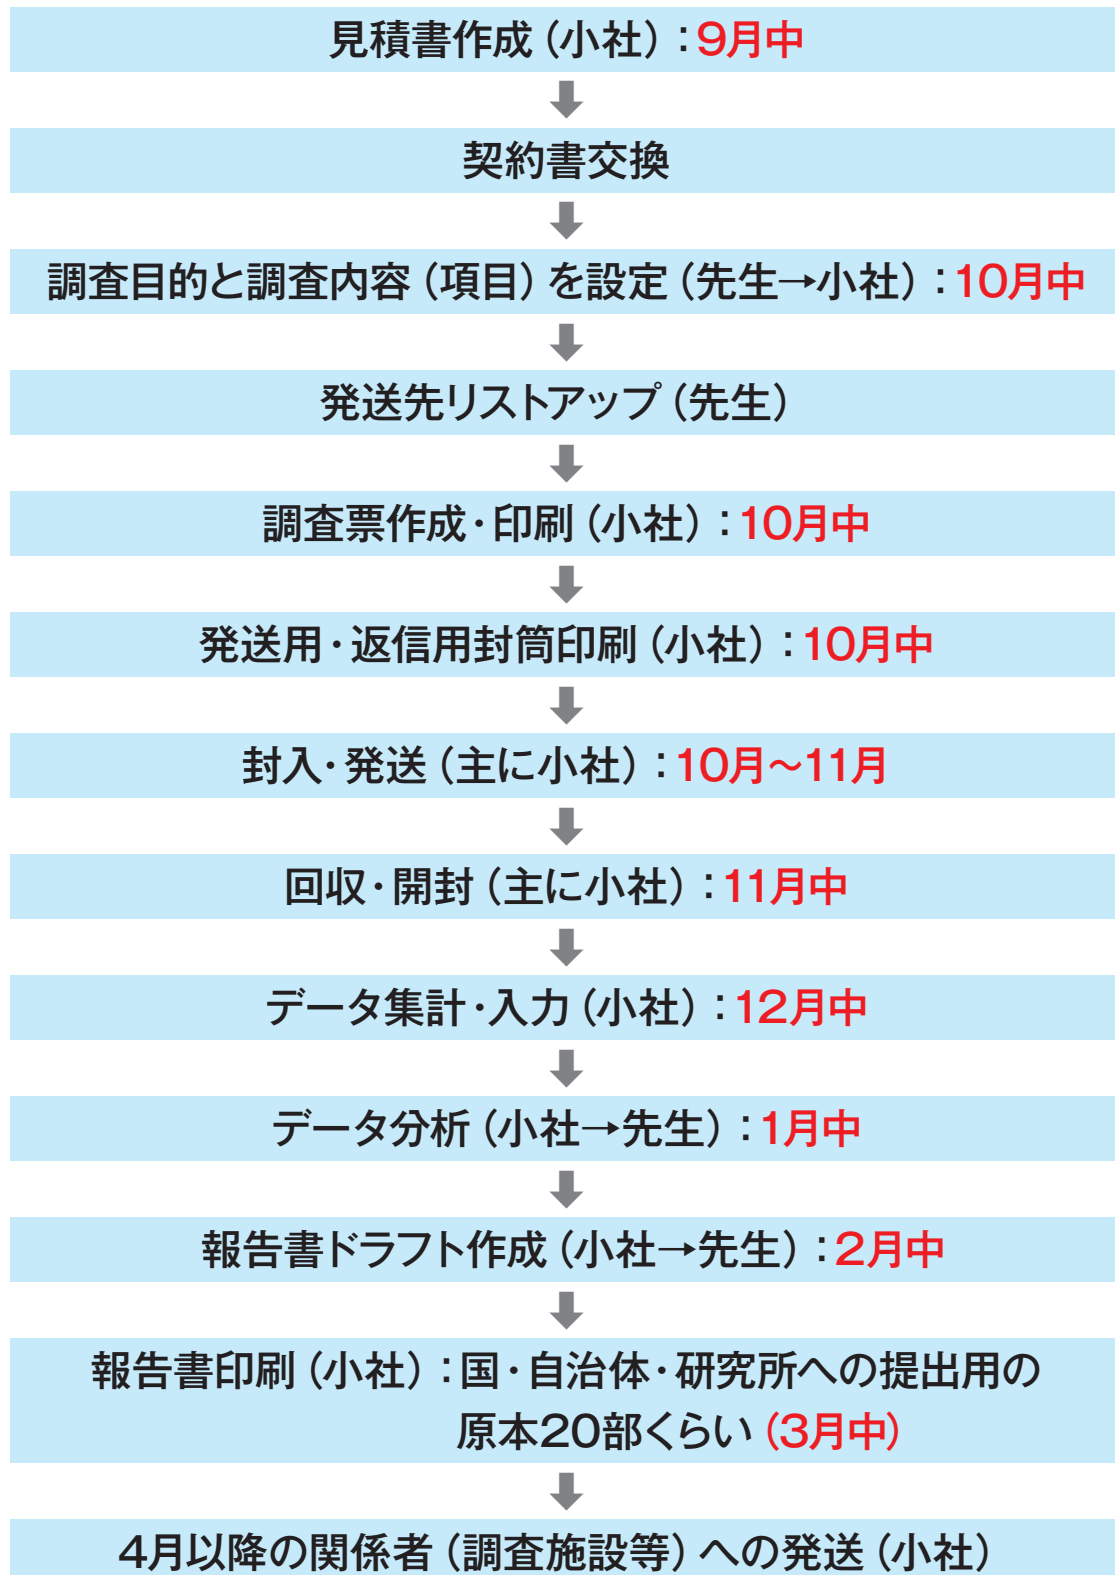 見積書作成（小社）：9月中
契約書交換
調査目的と調査内容（項目）を設定（先生→小社）：10月中
発送先リストアップ（先生）
調査票作成・印刷（小社）：10月中
発送用・返信用封筒印刷（小社）：10月中
封入・発送（主に小社）：10月～11月
回収・開封（主に小社）：11月中
データ集計・入力（小社）：12月中
データ分析（小社→先生）：1月中
報告書ドラフト作成（小社→先生）：2月中
報告書印刷（小社）：国・自治体・研究所への提出用の
原本20部くらい（3月中）
4月以降の関係者（調査施設等）への発送（小社）